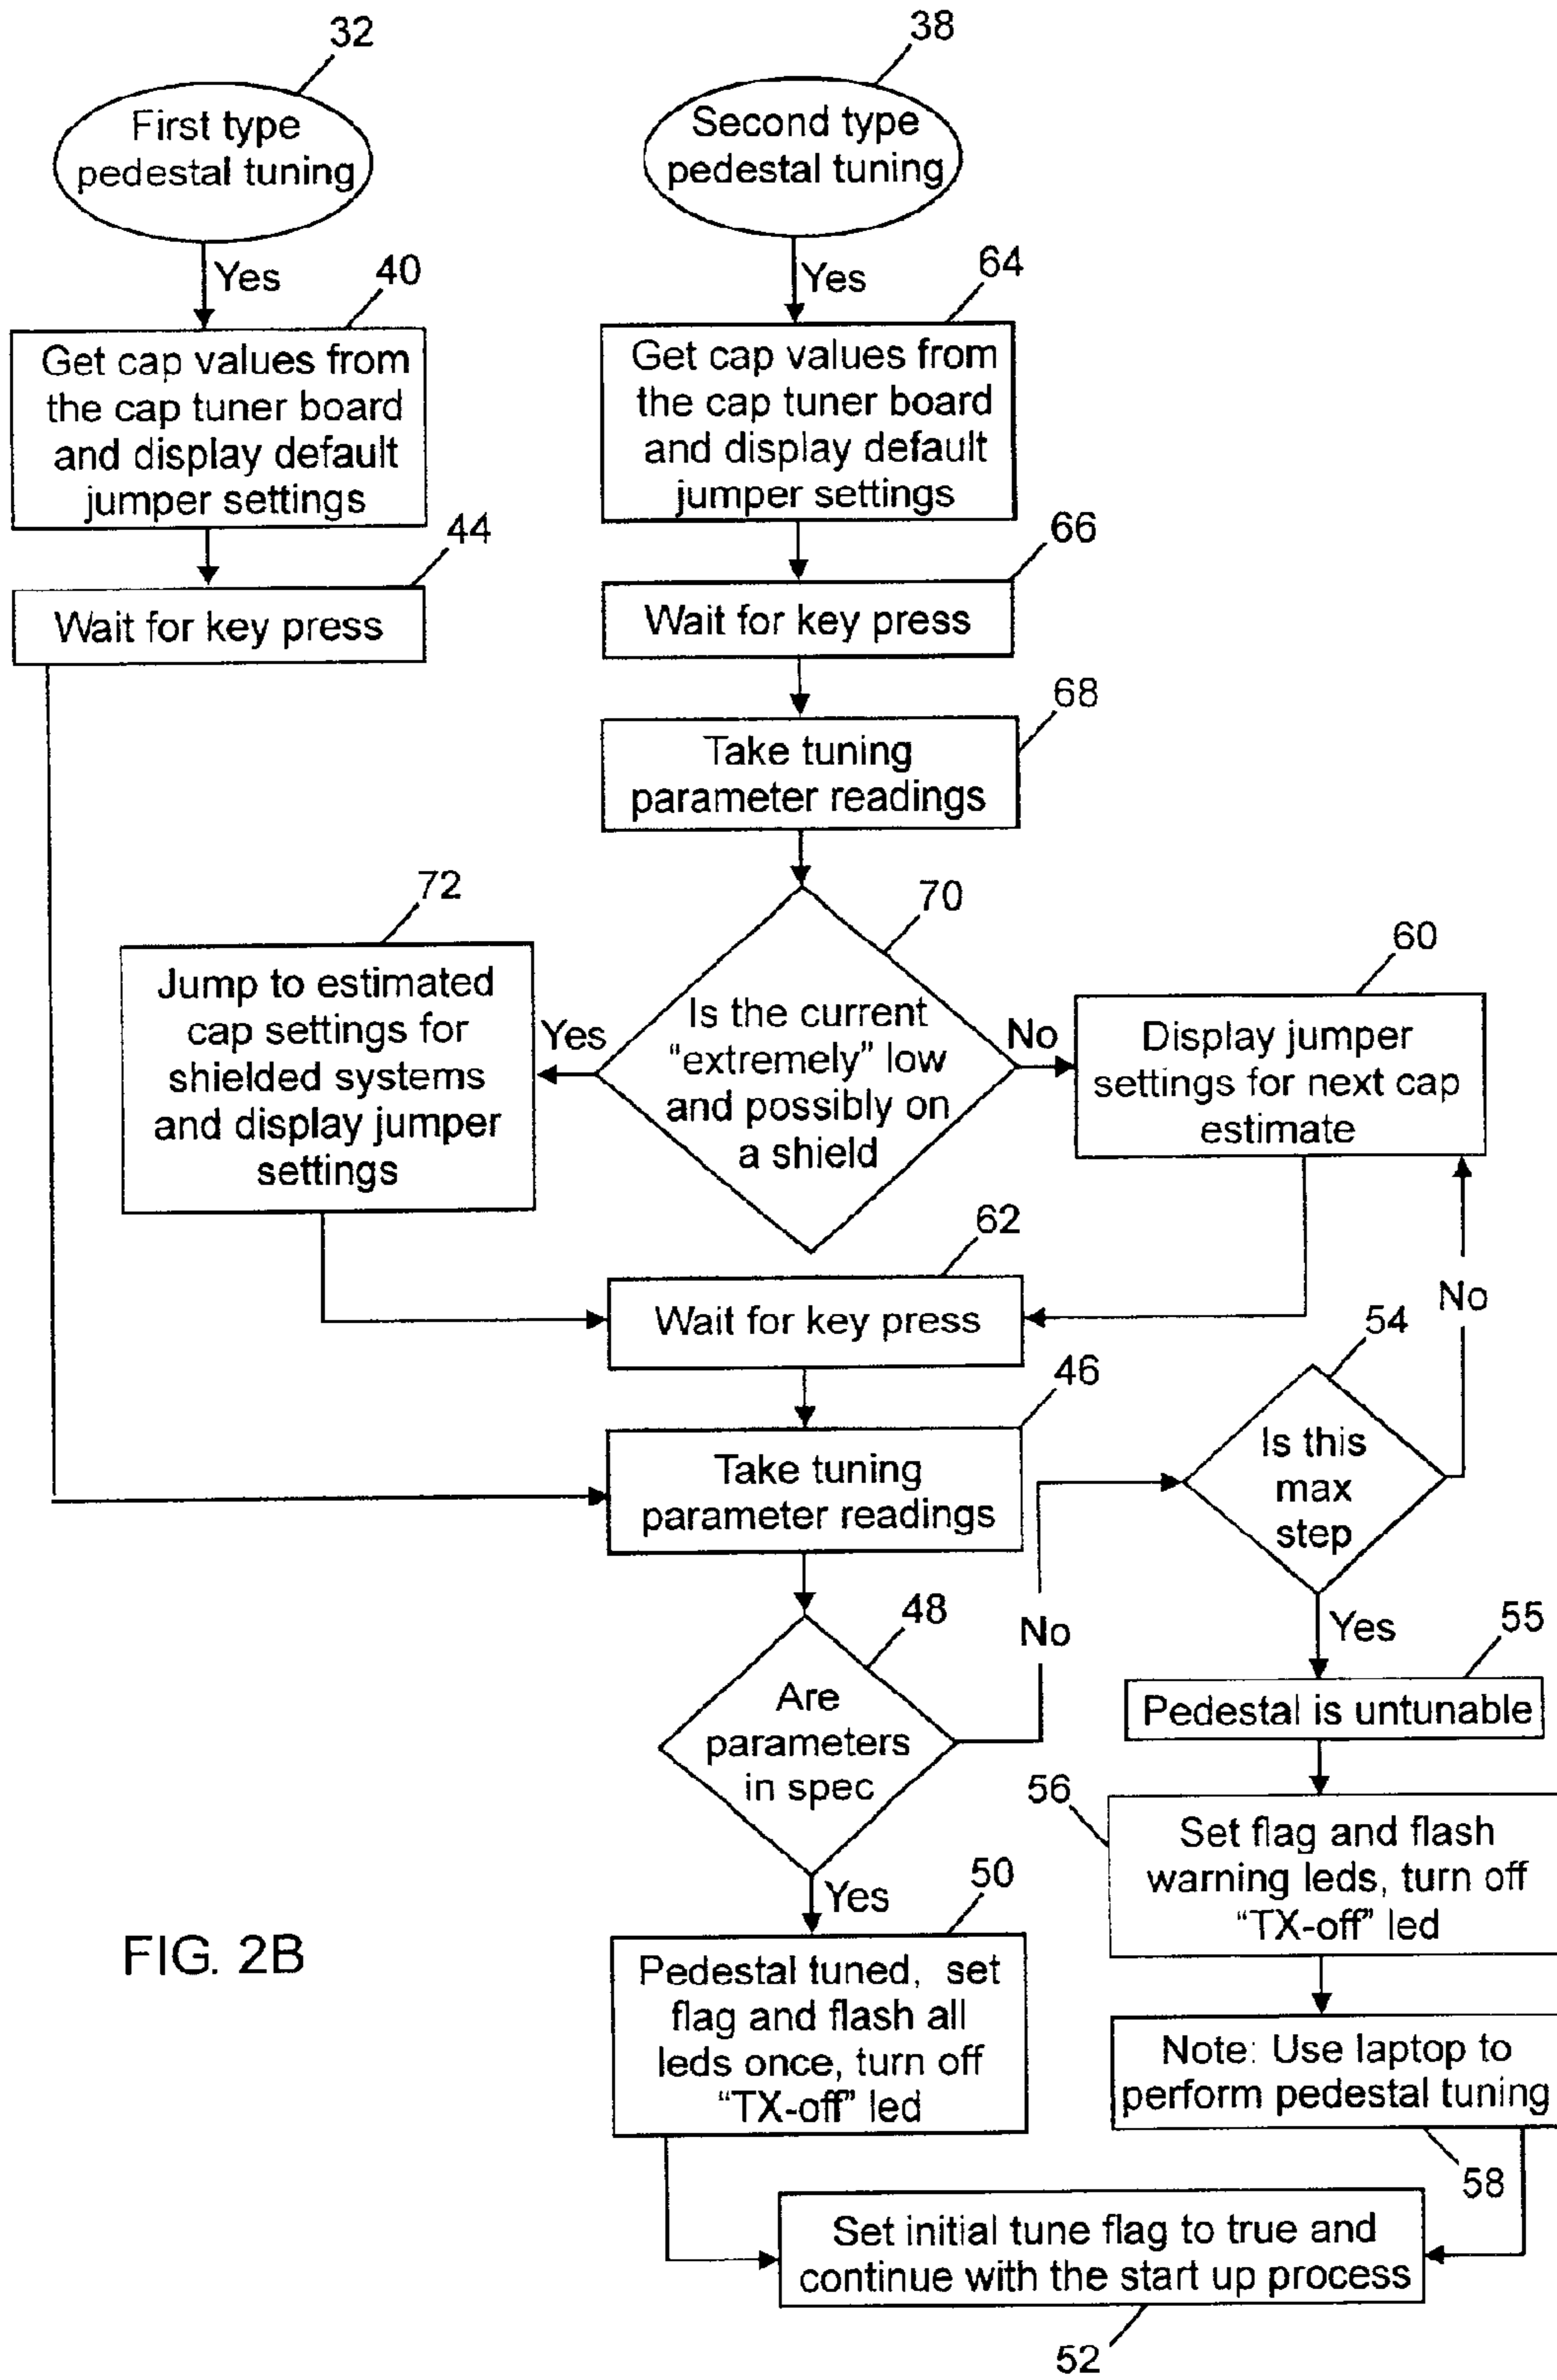 32
First type
pedestal tuning
38
Second type
pedestal tuning
Yes
40
Get cap values from
the cap tuner board
and display default
jumper settings
Yes
64
Get cap values from
the cap tuner board
and display default
jumper settings
44
Wait for key press
66
Wait for key press
68
Take tuning
parameter readings
72
Jump to estimated
cap settings for
shielded systems
and display jumper
settings
Yes
70
Is the current
“extremely” low
and possibly on
a shield
No
60
Display jumper
settings for next cap
estimate
62
Wait for key press
No
54
Is this
max
step
46
Take tuning
parameter readings
48
Are
parameters
in spec
No
Yes
55
Pedestal is untunable
56
Set flag and flash
warning leds, turn off
“TX-off” led
Yes
50
Pedestal tuned, set
flag and flash all
leds once, turn off
“TX-off” led
FIG. 2B
Note: Use laptop to
perform pedestal tuning
58
Set initial tune flag to true and
continue with the start up process
52